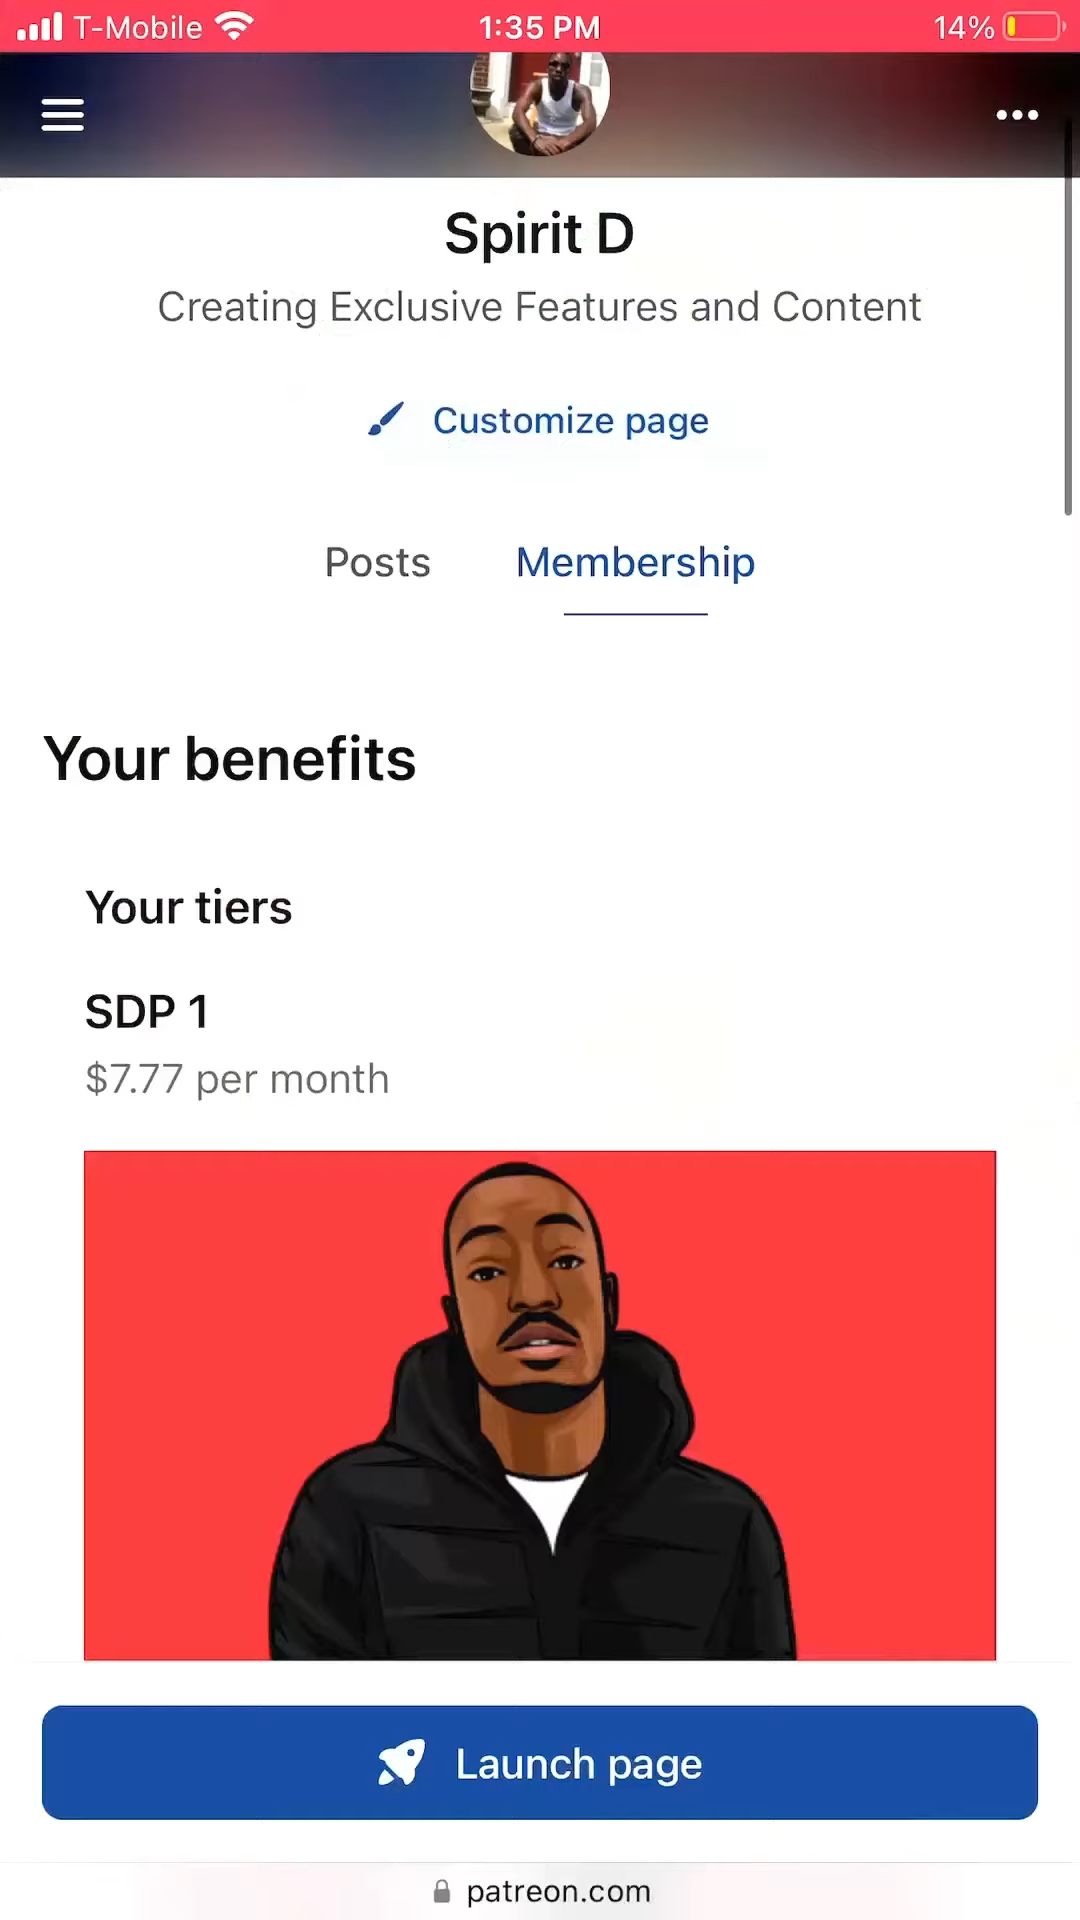 T-Mobile 1:35 PM 14%
Spirit D
Creating Exclusive Features and Content
Customize page
Posts Membership
Your benefits
Your tiers
SDP 1
$7.77 per month
Launch page
patreon.com